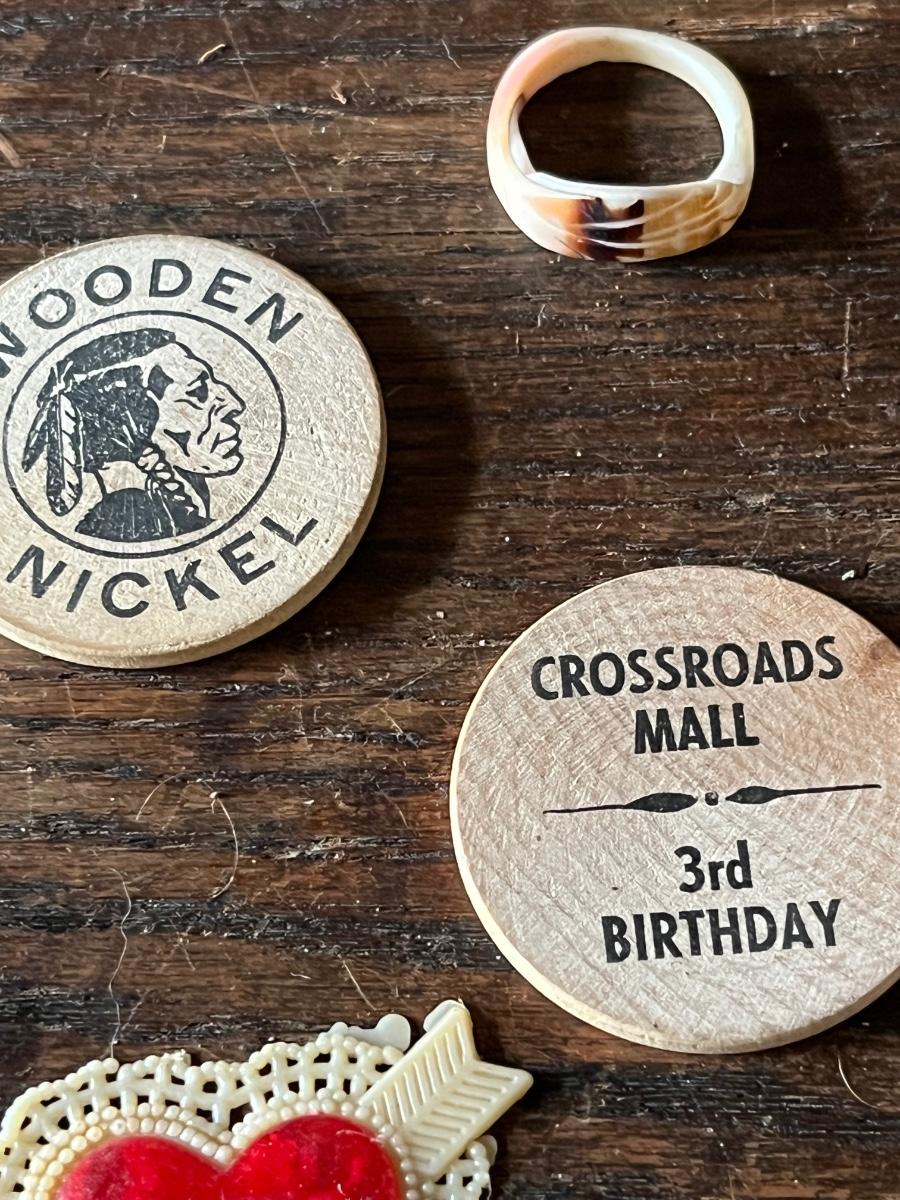 WOODEN
NICKEL
CROSSROADS
MALL
3rd
BIRTHDAY